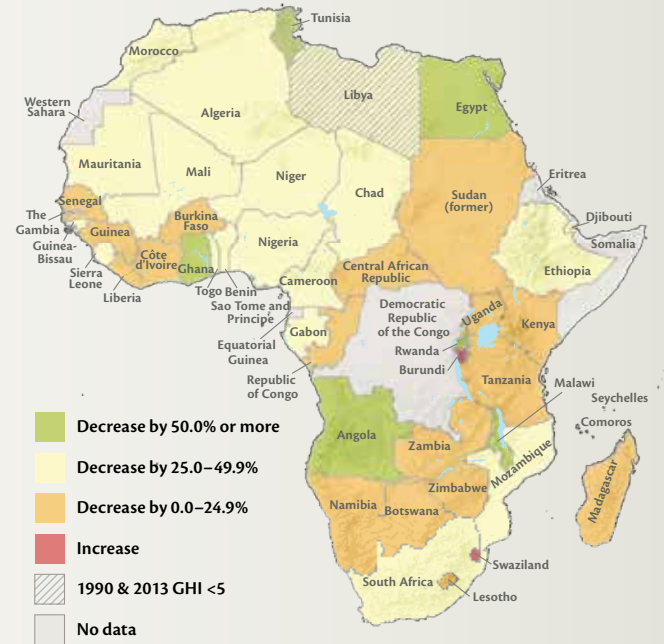 Tunisia
Morocco
Western
Sahara
Algeria
Libya
Egypt
Mauritania
Mali
Niger
Chad
Sudan
(former)
Eritrea
Djibouti
Somalia
Senegal
The
Gambia
Guinea-
Bissau
Guinea
Sierra
Leone
Liberia
Côte
d'Ivoire
Burkina
Faso
Ghana
Togo
Benin
Nigeria
Cameroon
Central African
Republic
Ethiopia
Sao Tome and
Principe
Equatorial
Guinea
Gabon
Republic
of Congo
Democratic
Republic
of the Congo
Uganda
Kenya
Rwanda
Burundi
Tanzania
Malawi
Seychelles
Comoros
Angola
Zambia
Mozambique
Zimbabwe
Madagascar
Namibia
Botswana
Swaziland
South Africa
Lesotho
Decrease by 50.0% or more
Decrease by 25.0–49.9%
Decrease by 0.0–24.9%
Increase
1990 & 2013 GHI <5
No data